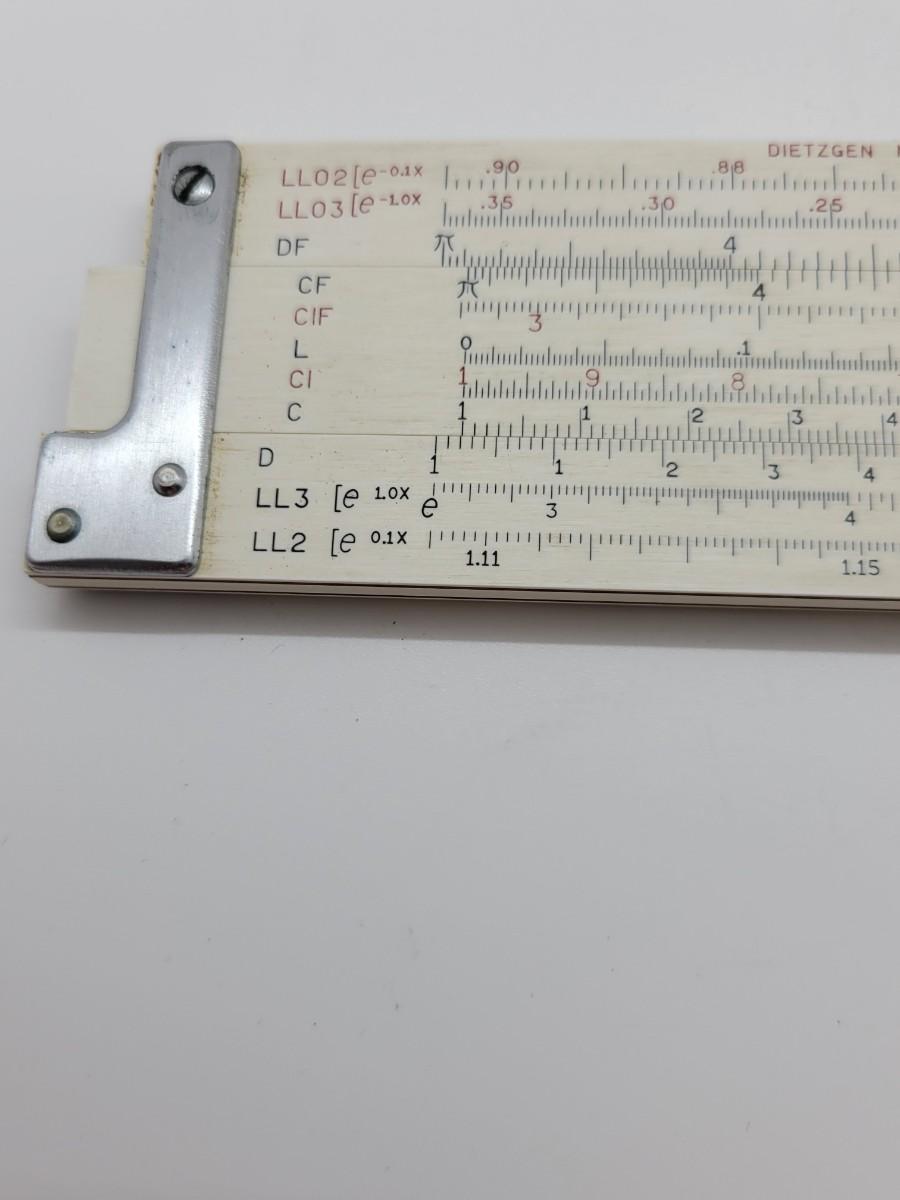 DIETZGEN
LL02 [e -0.1X .90 .88
LL03 [e -1.0X .35 .30 .25
DF π 4
CF π 4
CIF 3
L 0 .1
CI 1 9 8
C 1 1 2 3 4
D 1 1 2 3 4
LL3 [e 1.0X e 3 4
LL2 [e 0.1X 1.11 1.15